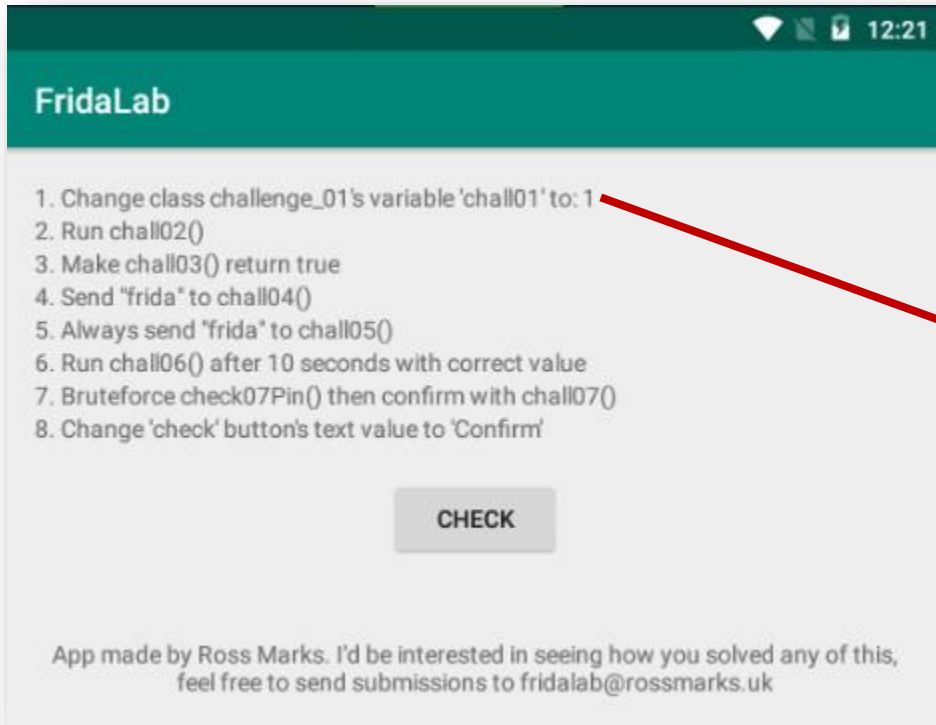 12:21
FridaLab
1. Change class challenge_01's variable 'chall01' to: 1
2. Run chall02()
3. Make chall03() return true
4. Send "frida" to chall04()
5. Always send "frida" to chall05()
6. Run chall06() after 10 seconds with correct value
7. Bruteforce check07Pin() then confirm with chall07()
8. Change 'check' button's text value to 'Confirm'
CHECK
App made by Ross Marks. I'd be interested in seeing how you solved any of this,
feel free to send submissions to fridalab@rossmarks.uk